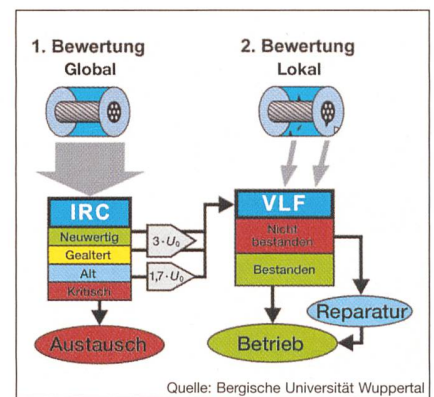 1. Bewertung
Global
2. Bewertung
Lokal
IRC
Neuwertig
Gealtert
Alt
Kritisch
3·U₀
1,7·U₀
VLF
Nicht
bestanden
Bestanden
Austausch
Betrieb
Reparatur
Quelle: Bergische Universität Wuppertal